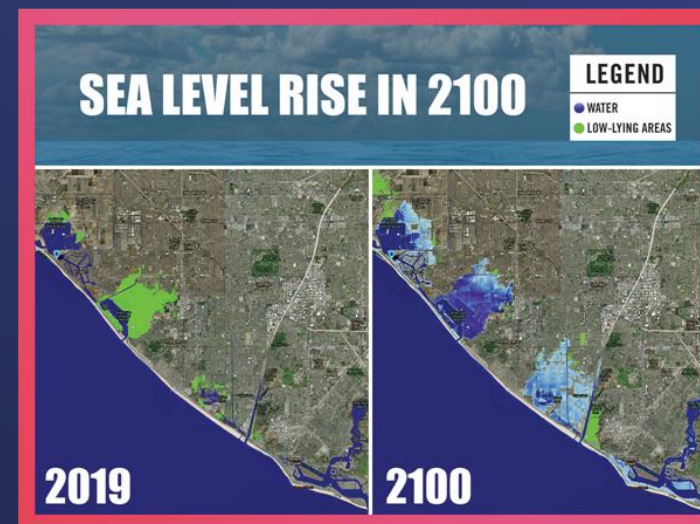 SEA LEVEL RISE IN 2100
LEGEND
WATER
LOW-LYING AREAS
2019
2100